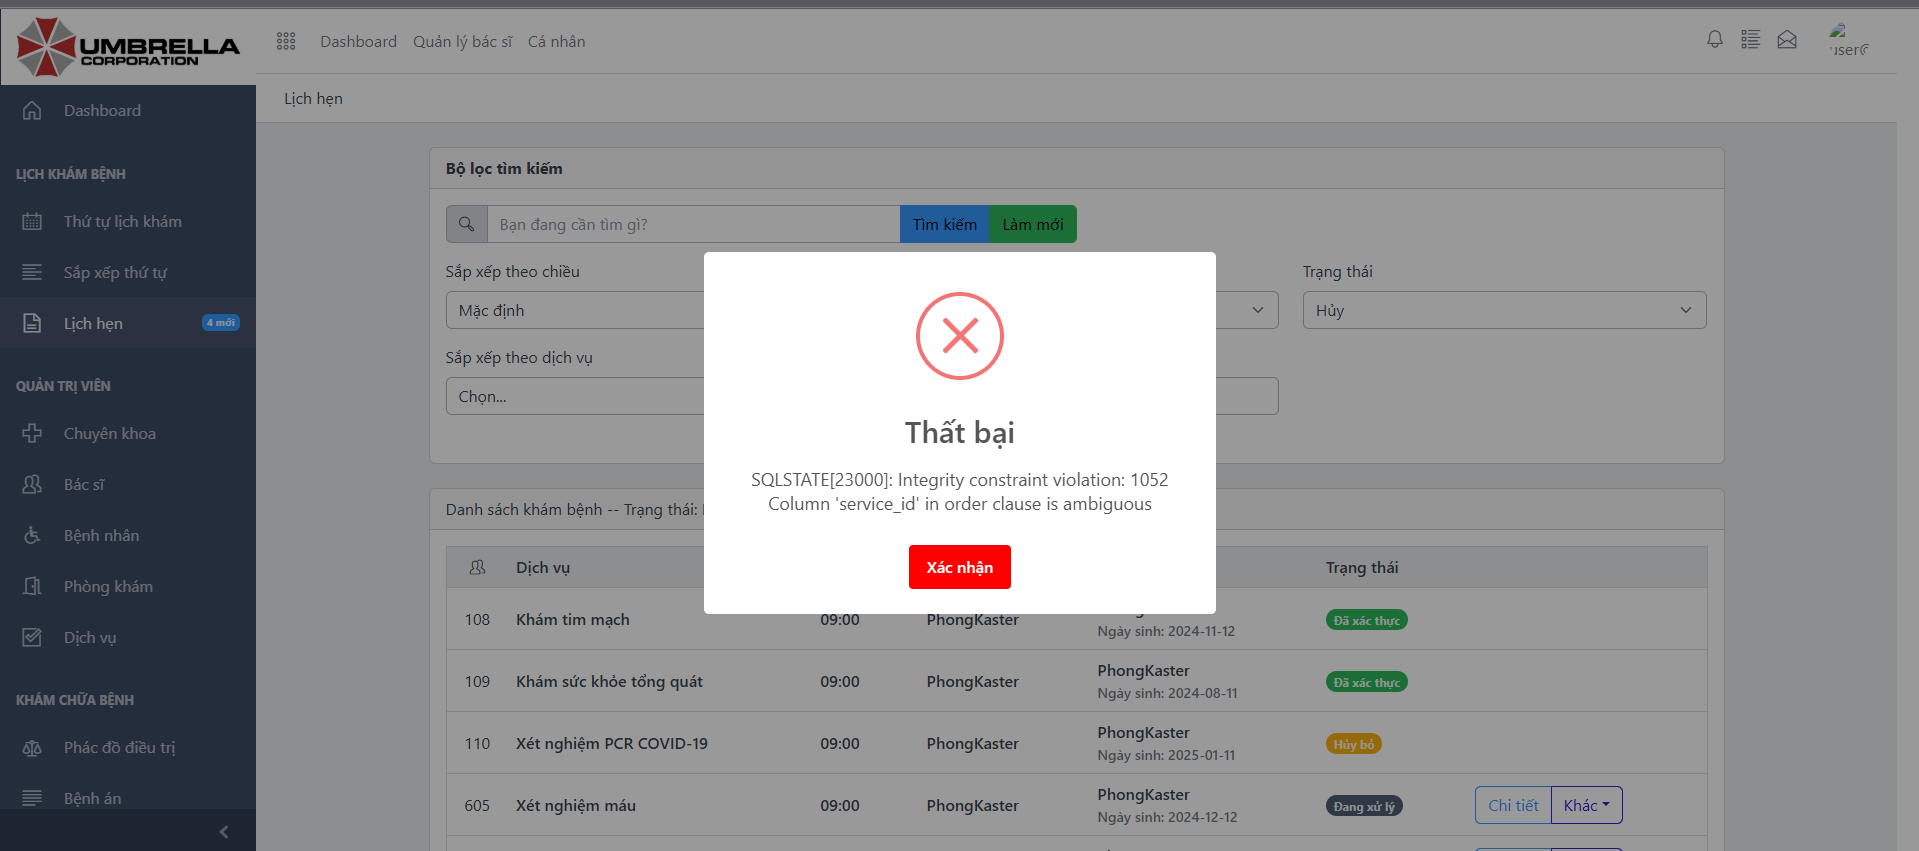 UMBRELLA
CORPORATION
Dashboard Quản lý bác sĩ Cá nhân
user
Dashboard
Lịch hẹn
LỊCH KHÁM BỆNH
Thứ tự lịch khám
Sắp xếp thứ tự
Lịch hẹn 4 mới
QUẢN TRỊ VIÊN
Chuyên khoa
Bác sĩ
Bệnh nhân
Phòng khám
Dịch vụ
KHÁM CHỮA BỆNH
Phác đồ điều trị
Bệnh án
Bộ lọc tìm kiếm
Bạn đang cần tìm gì? Tìm kiếm Làm mới
Sắp xếp theo chiều Trạng thái
Mặc định Hủy
Sắp xếp theo dịch vụ
Chọn...
Thất bại
SQLSTATE[23000]: Integrity constraint violation: 1052
Column 'service_id' in order clause is ambiguous
Xác nhận
Danh sách khám bệnh -- Trạng thái:
Dịch vụ Trạng thái
108 Khám tim mạch 09:00 PhongKaster Ngày sinh: 2024-11-12 Đã xác thực
109 Khám sức khỏe tổng quát 09:00 PhongKaster PhongKaster Đã xác thực
Ngày sinh: 2024-08-11
110 Xét nghiệm PCR COVID-19 09:00 PhongKaster PhongKaster Hủy bỏ
Ngày sinh: 2025-01-11
605 Xét nghiệm máu 09:00 PhongKaster PhongKaster Đang xử lý Chi tiết Khác
Ngày sinh: 2024-12-12